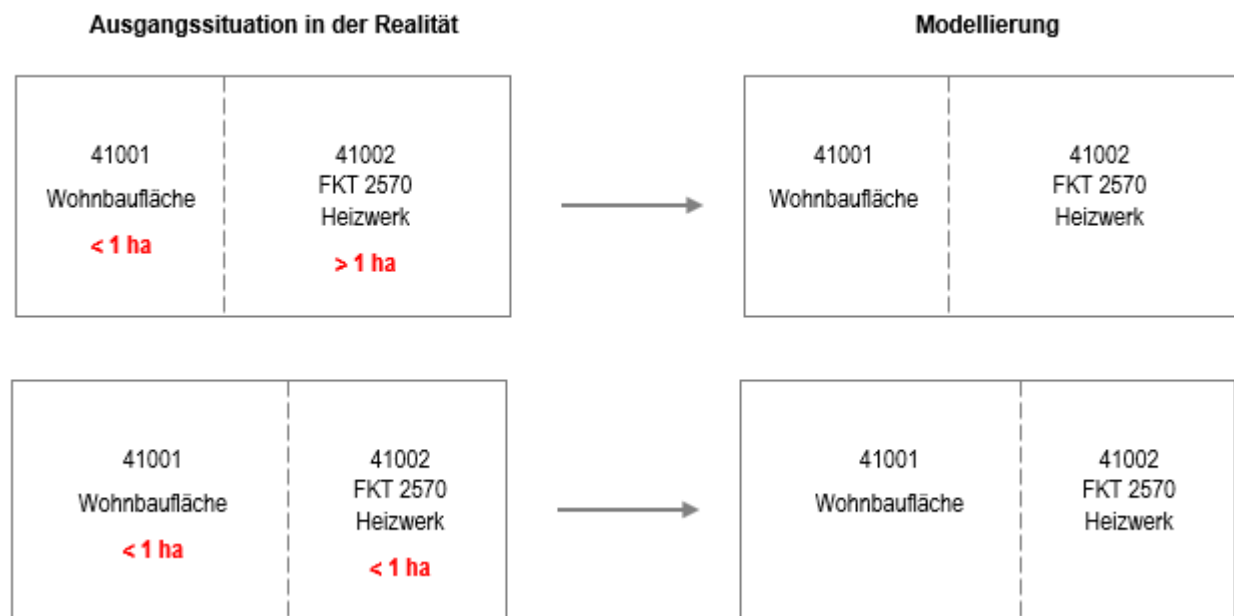 Ausgangssituation in der Realität
Modellierung
41001
Wohnbaufläche
< 1 ha
41002
FKT 2570
Heizwerk
> 1 ha
41001
Wohnbaufläche
41002
FKT 2570
Heizwerk
41001
Wohnbaufläche
< 1 ha
41002
FKT 2570
Heizwerk
< 1 ha
41001
Wohnbaufläche
41002
FKT 2570
Heizwerk